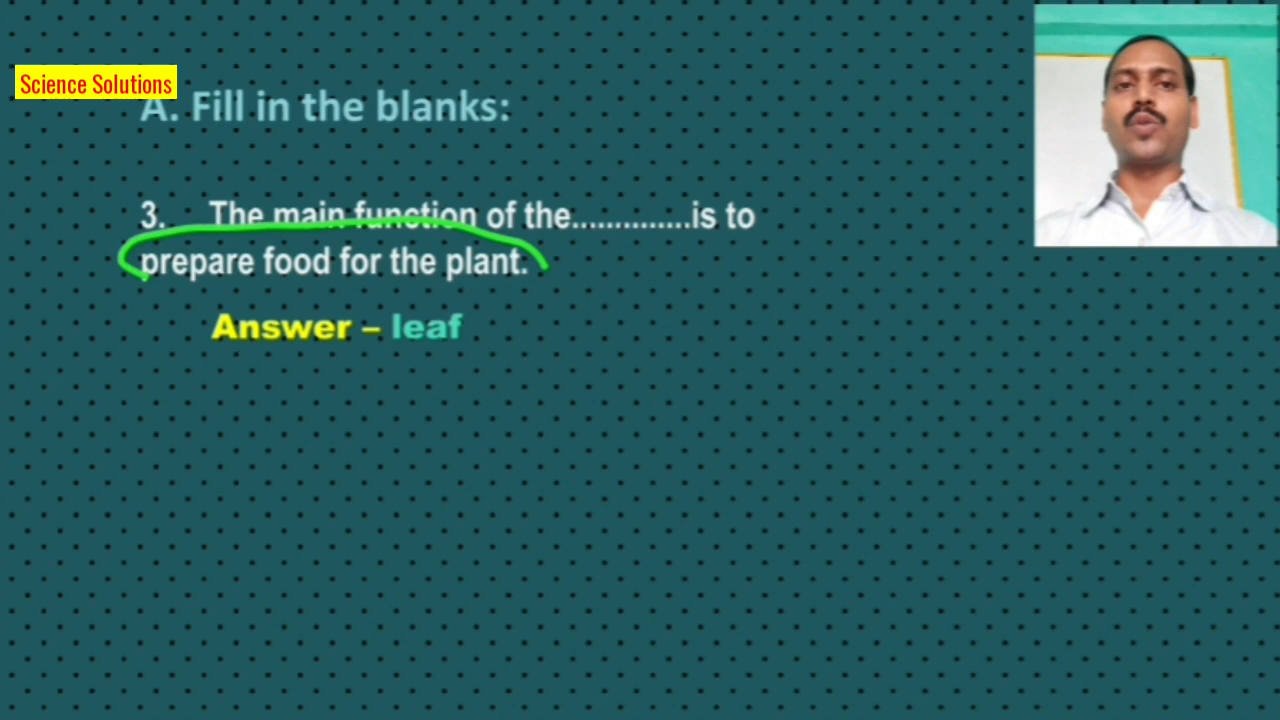 Science Solutions
A. Fill in the blanks:
3. The main function of the..............is to
prepare food for the plant.
Answer – leaf